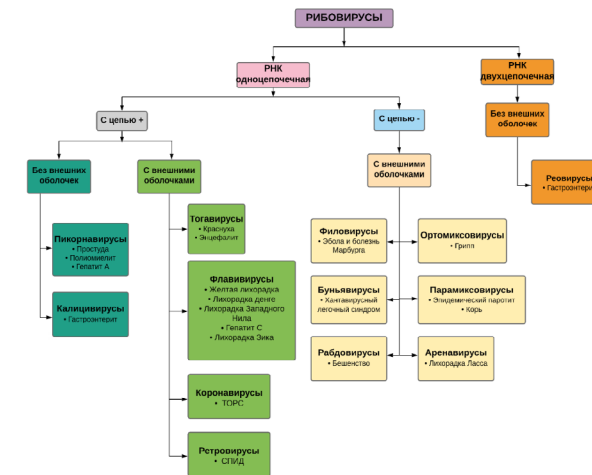 РИБОВИРУСЫ
РНК
одноцепочечная
РНК
двухцепочечная
С цепью +
С цепью -
Без внешних
оболочек
Без внешних
оболочек
С внешними
оболочками
С внешними
оболочками
Реовирусы
• Гастроэнтерит
Пикорнавирусы
• Простуда
• Полиомиелит
• Гепатит А
Калицивирусы
• Гастроэнтерит
Тогавирусы
• Краснуха
• Энцефалит
Флавивирусы
• Желтая лихорадка
• Лихорадка денге
• Лихорадка Западного
Нила
• Гепатит С
• Лихорадка Зика
Коронавирусы
• ТОРС
Ретровирусы
• СПИД
Филовирусы
• Эбола и болезнь
Марбурга
Ортомиксовирусы
• Грипп
Буньявирусы
• Хантавирусный
легочный синдром
Парамиксовирусы
• Эпидемический паротит
• Корь
Рабдовирусы
• Бешенство
Аренавирусы
• Лихорадка Ласса